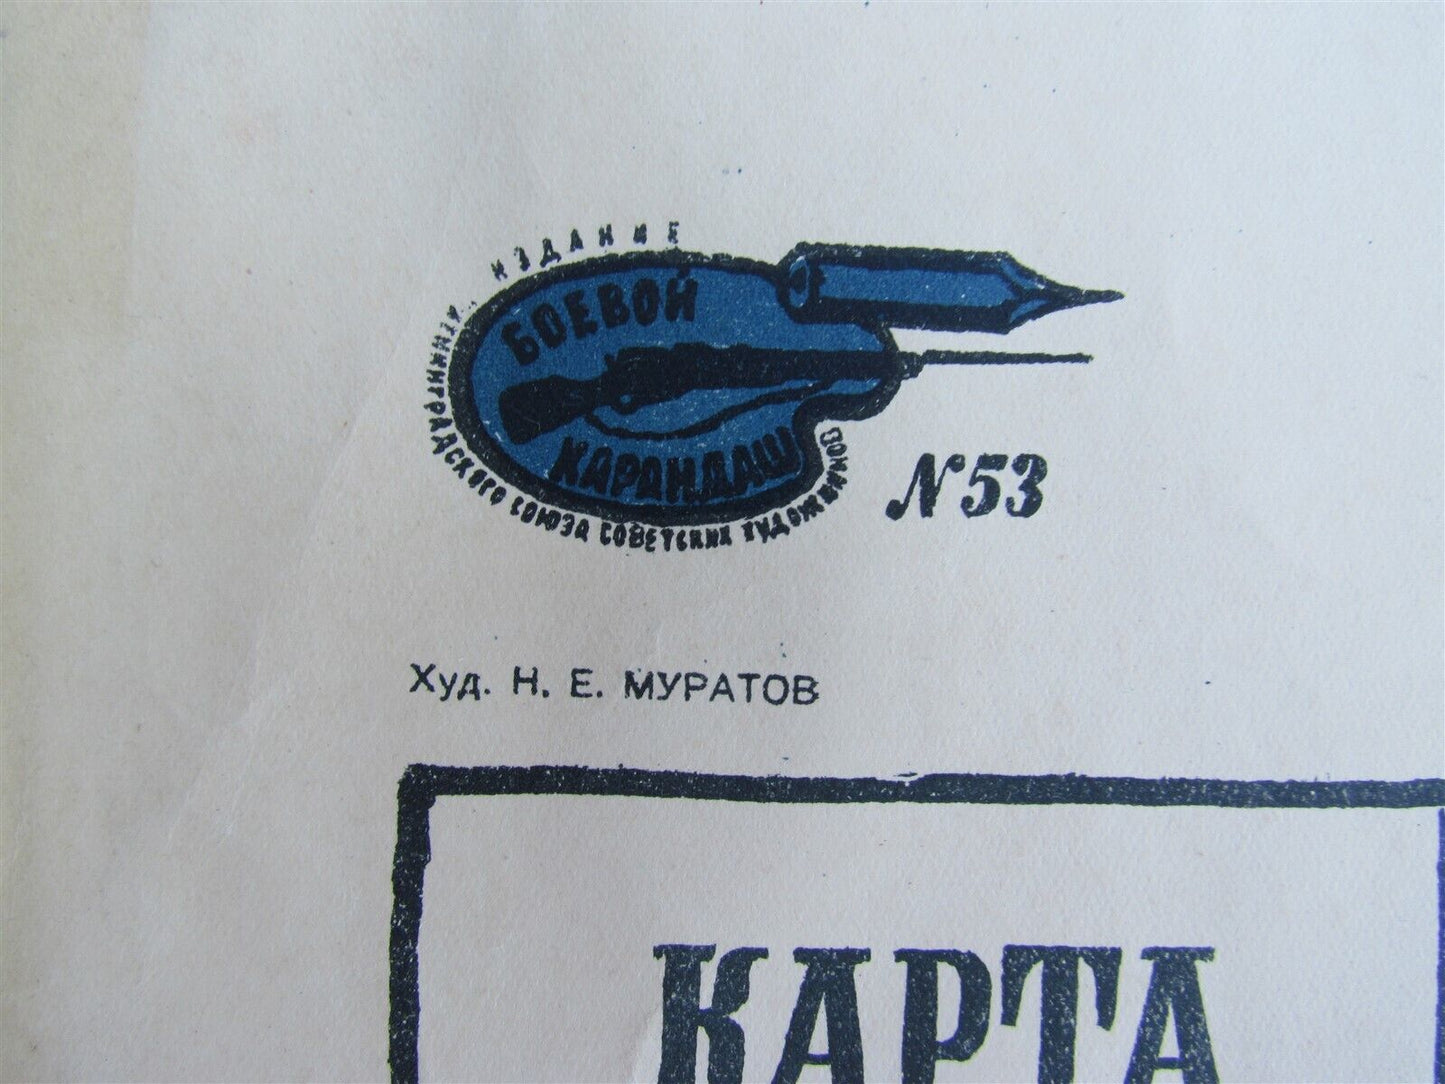 ИЗДАНИЕ
ЛЕНИНГРАДСКОГО СОЮЗА СОВЕТСКИХ ХУДОЖНИКОВ
БОЕВОЙ
КАРАНДАШ
№53
Худ. Н. Е. МУРАТОВ
КАРТА